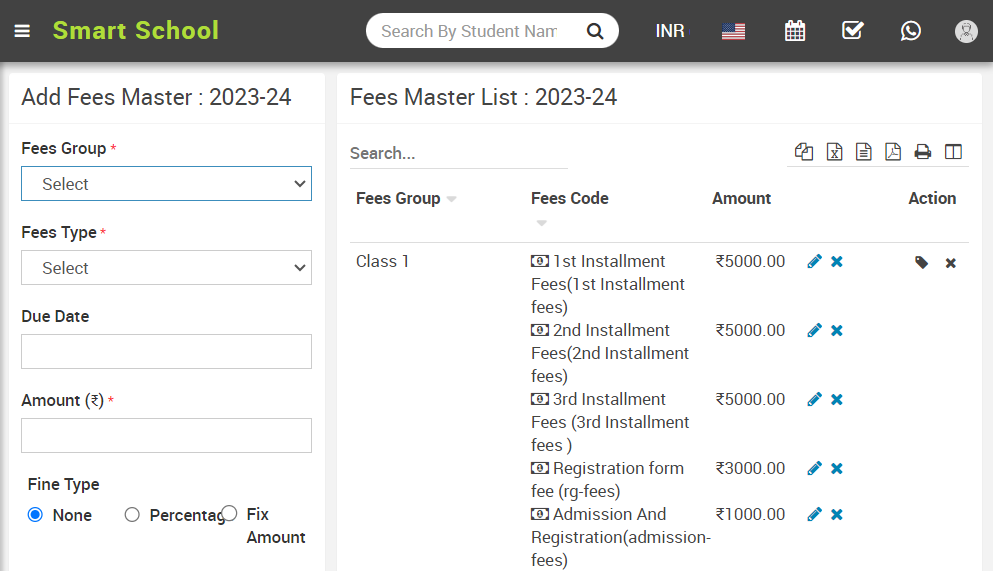 Smart School
Search By Student Nam
INR
Add Fees Master : 2023-24
Fees Group *
Select
Fees Type *
Select
Due Date
Amount (₹) *
Fine Type
None
Percentag
Fix
Amount
Fees Master List : 2023-24
Search...
Fees Group
Fees Code
Amount
Action
Class 1
1st Installment
Fees(1st Installment
fees)
₹5000.00
2nd Installment
Fees(2nd Installment
fees)
₹5000.00
3rd Installment
Fees (3rd Installment
fees )
₹5000.00
Registration form
fee (rg-fees)
₹3000.00
Admission And
Registration(admission-
fees)
₹1000.00